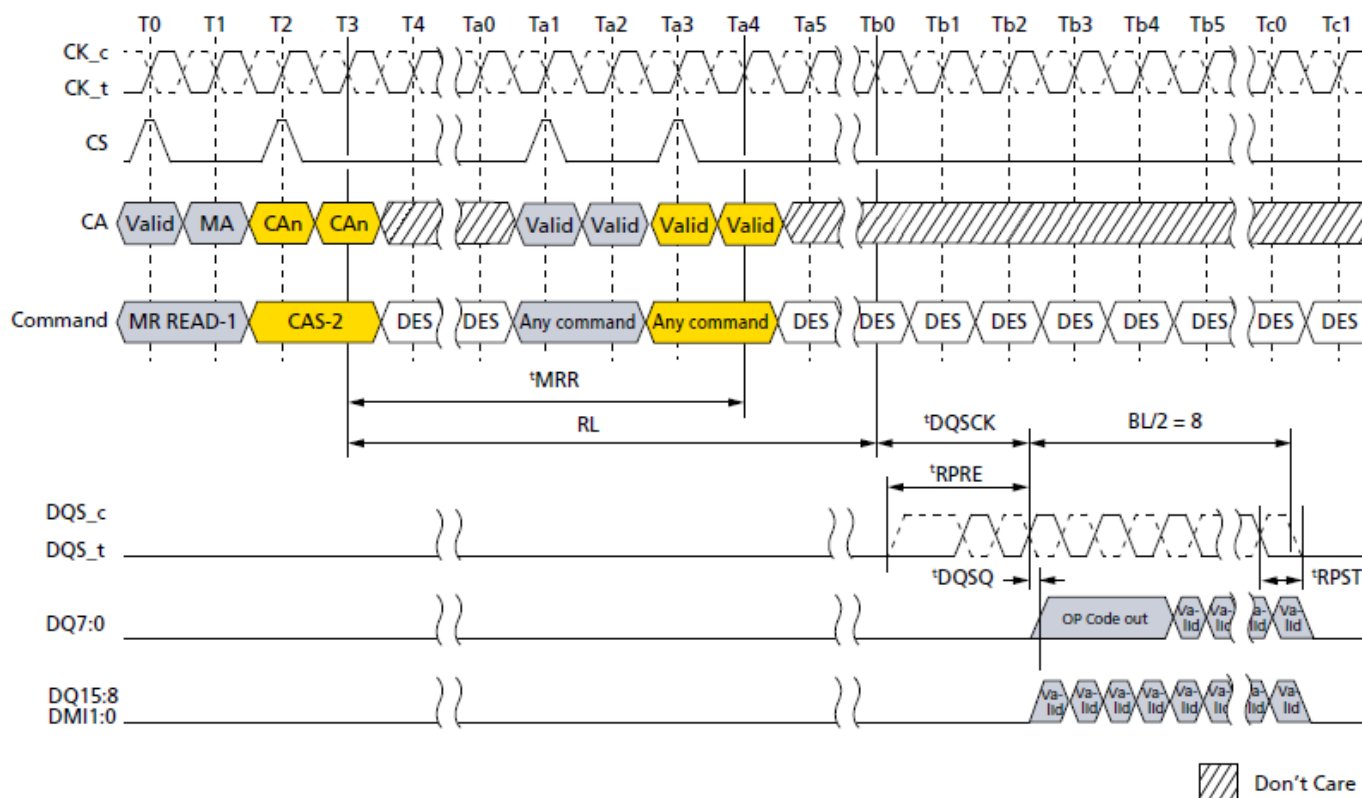 T0 T1 T2 T3 T4 Ta0 Ta1 Ta2 Ta3 Ta4 Ta5 Tb0 Tb1 Tb2 Tb3 Tb4 Tb5 Tc0 Tc1
CK_c
CK_t
CS
CA Valid MA CAn CAn Valid Valid Valid Valid
Command MR READ-1 CAS-2 DES DES Any command Any command DES DES DES DES DES DES DES DES DES
tMRR
RL tDQSCK BL/2 = 8
tRPRE
DQS_c
DQS_t
tDQSQ tRPST
DQ7:0 OP Code out Va-lid Va-lid a-lid Va-lid
DQ15:8
DMI1:0 Va-lid Va-lid Va-lid Va-lid Va-lid Va-lid a-lid Va-lid
Don't Care